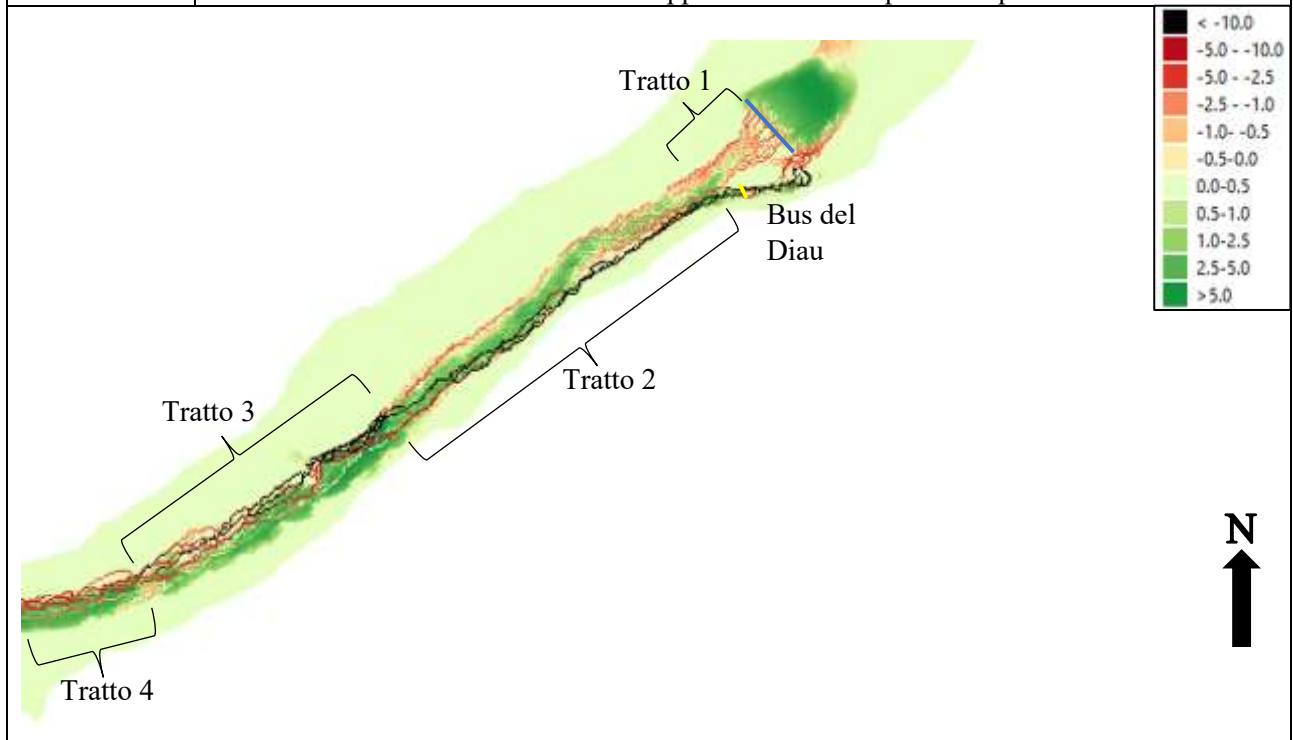 < -10.0
-5.0 - -10.0
-5.0 - -2.5
-2.5 - -1.0
-1.0- -0.5
-0.5-0.0
0.0-0.5
0.5-1.0
1.0-2.5
2.5-5.0
>5.0
Tratto 1
Bus del
Diau
Tratto 2
Tratto 3
N
Tratto 4